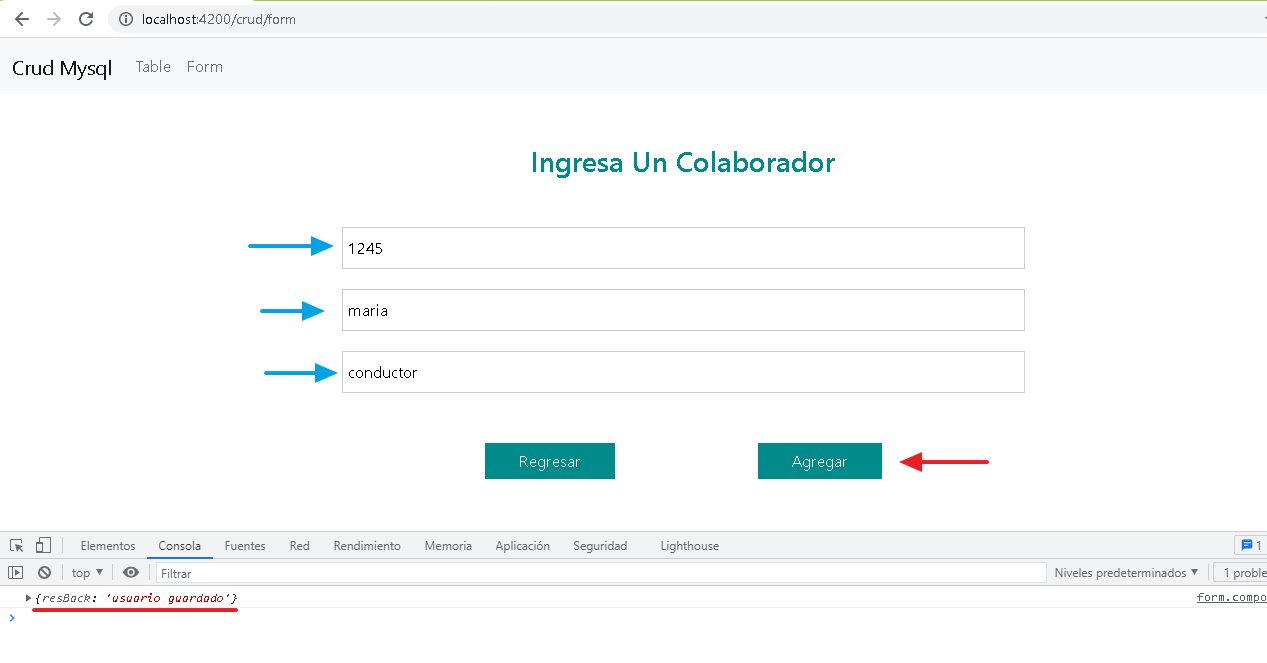 localhost:4200/crud/form
Crud Mysql Table Form
Ingresa Un Colaborador
1245
maria
conductor
Regresar Agregar
Elementos Consola Fuentes Red Rendimiento Memoria Aplicación Seguridad Lighthouse 1
top Filtrar Niveles predeterminados 1 proble
{resBack: 'usuario guardado'} form.compo